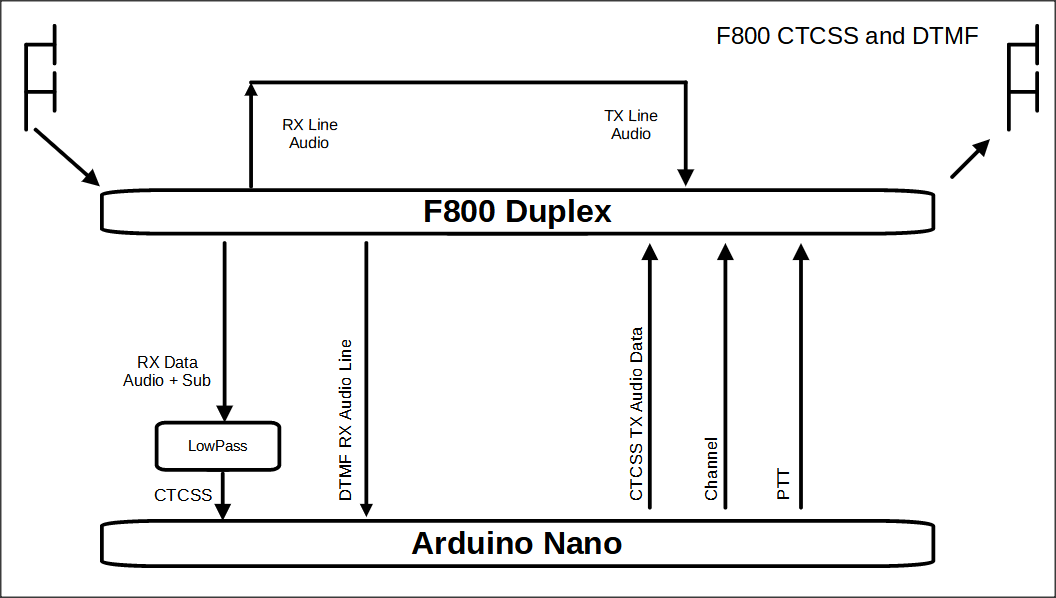 F800 CTCSS and DTMF
RX Line
Audio
TX Line
Audio
F800 Duplex
RX Data
Audio + Sub
LowPass
CTCSS
DTMF RX Audio Line
CTCSS TX Audio Data
Channel
PTT
Arduino Nano